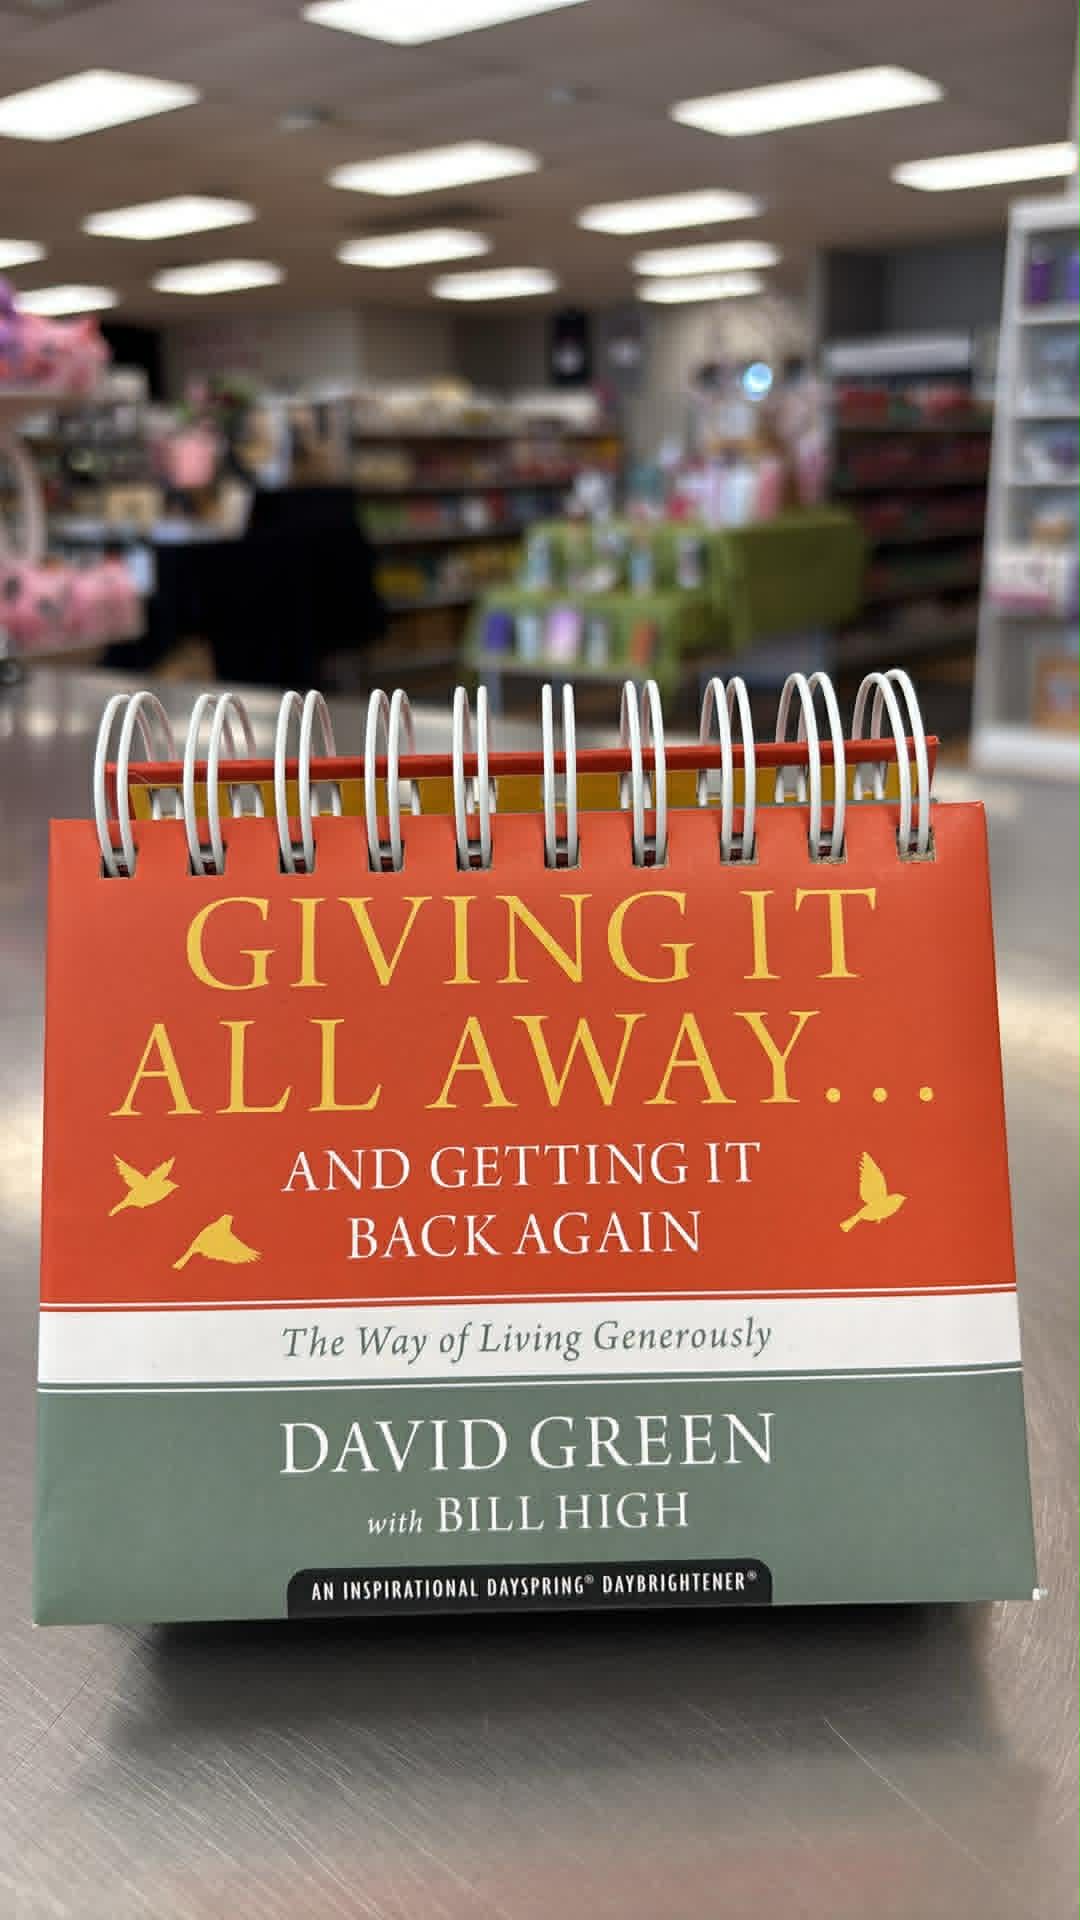 GIVING IT
ALL AWAY...
AND GETTING IT
BACK AGAIN
The Way of Living Generously
DAVID GREEN
with BILL HIGH
AN INSPIRATIONAL DAYSPRING® DAYBRIGHTENER®